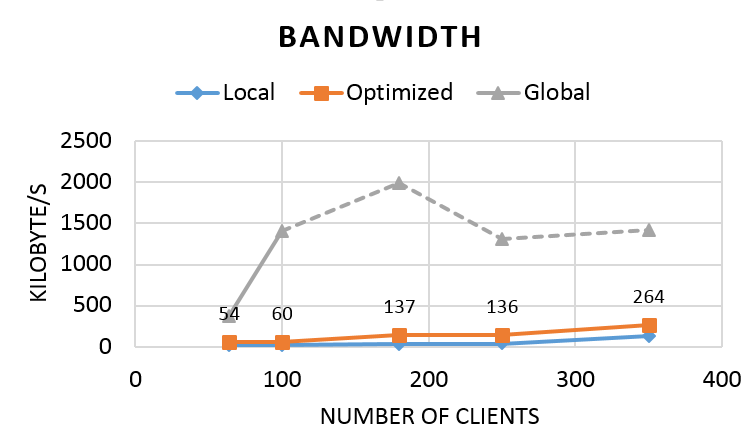 BANDWIDTH
Local Optimized Global
2500
2000
1500
1000
500
0
KILOBYTE/S
54 60 137 136 264
0 100 200 300 400
NUMBER OF CLIENTS